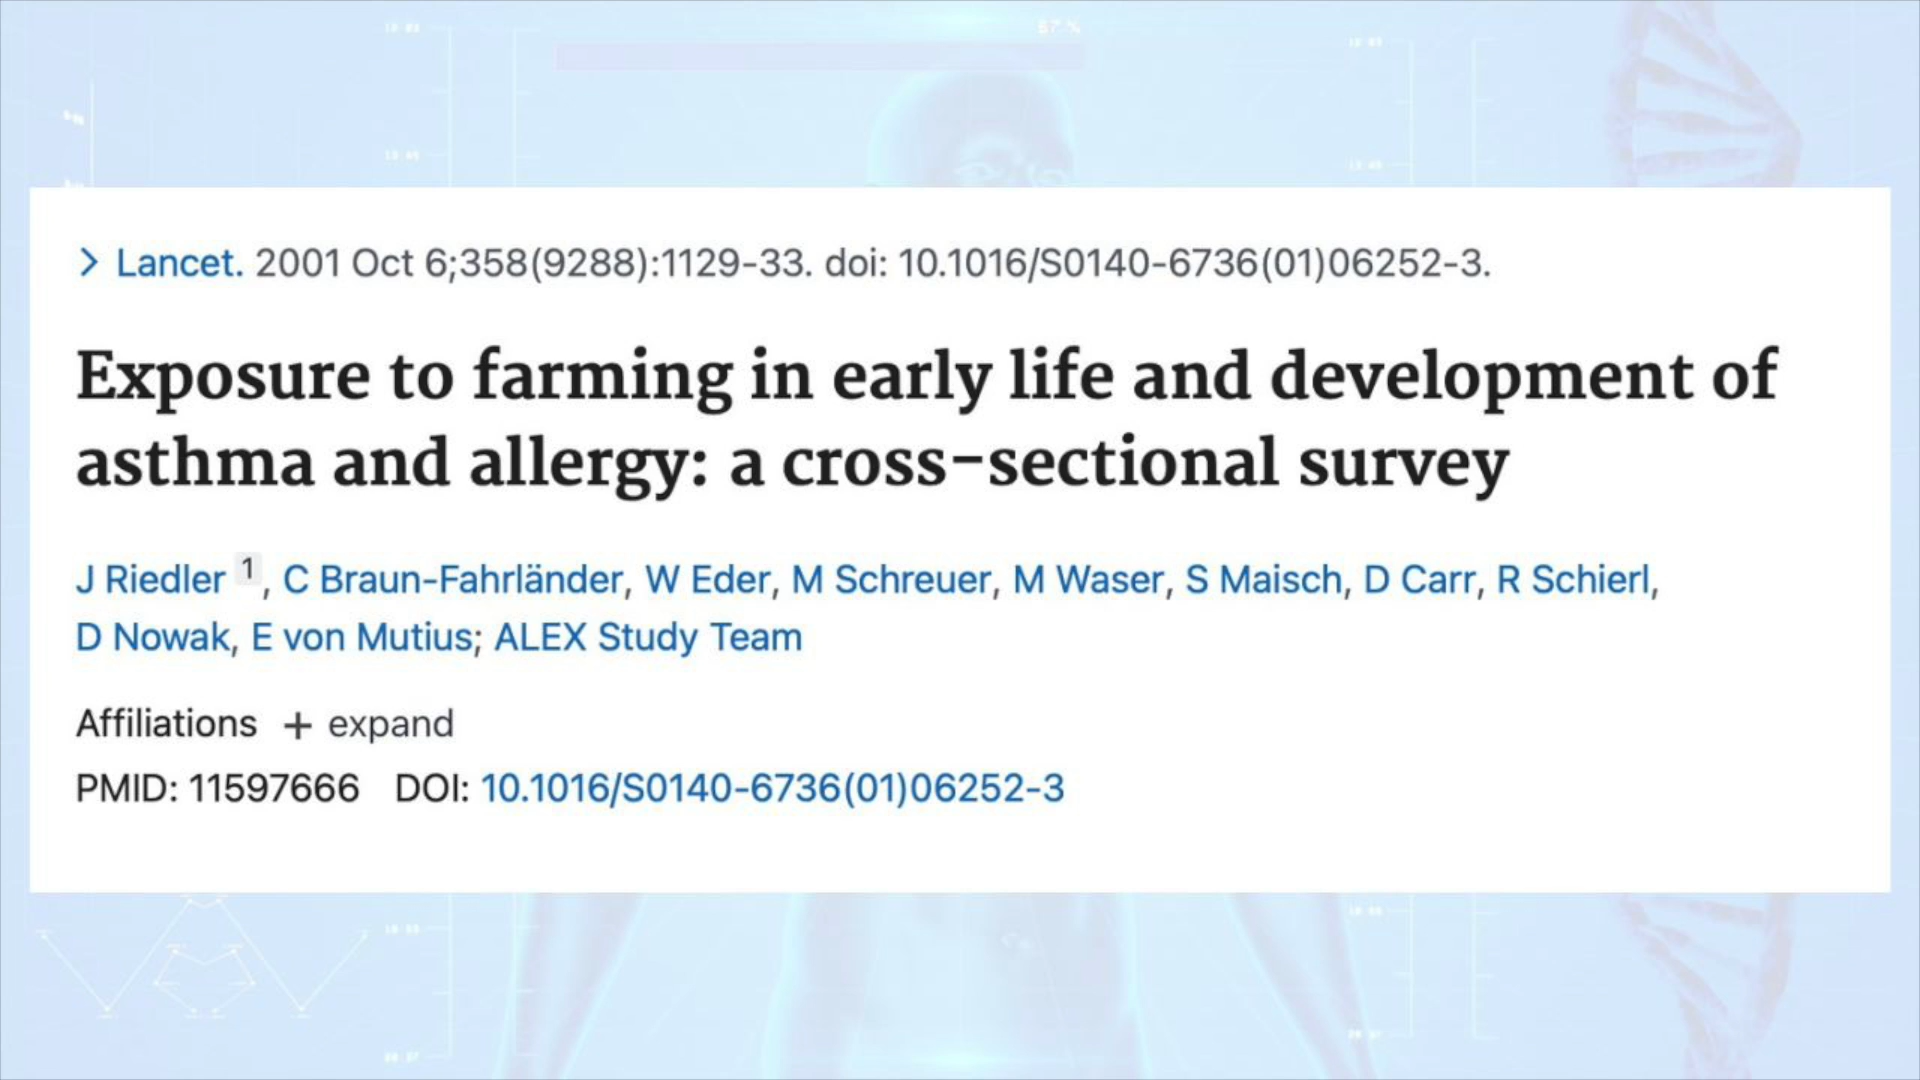 > Lancet. 2001 Oct 6;358(9288):1129-33. doi: 10.1016/S0140-6736(01)06252-3.
Exposure to farming in early life and development of
asthma and allergy: a cross-sectional survey
J Riedler 1, C Braun-Fahrländer, W Eder, M Schreuer, M Waser, S Maisch, D Carr, R Schierl,
D Nowak, E von Mutius; ALEX Study Team
Affiliations + expand
PMID: 11597666 DOI: 10.1016/S0140-6736(01)06252-3